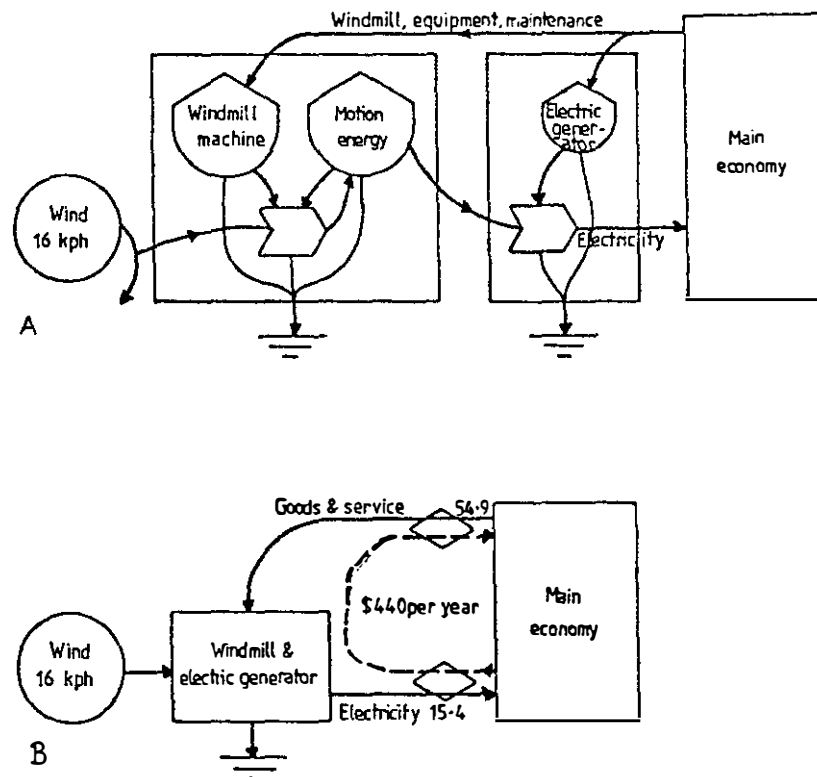 Windmill, equipment, maintenance
Windmill
machine
Motion
energy
Electric
gener-
ator
Main
economy
Wind
16 kph
Electricity
A
Goods & service
54·9
$440 per year
Main
economy
Wind
16 kph
Windmill &
electric generator
Electricity 15·4
B